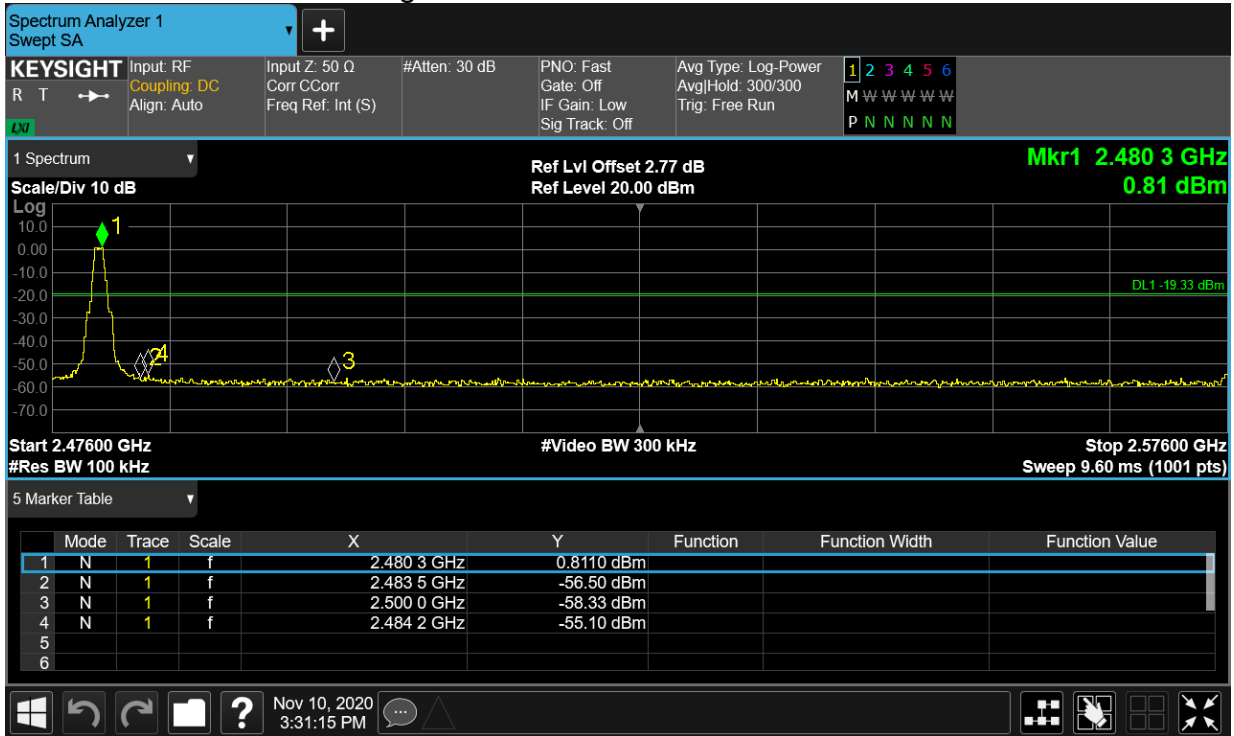 Spectrum Analyzer 1
Swept SA
+
KEYSIGHT Input: RF Input Z: 50 Ω #Atten: 30 dB PNO: Fast Avg Type: Log-Power 1 2 3 4 5 6
R T Coupling: DC Corr CCorr Gate: Off Avg|Hold: 300/300 M W W W W W
Align: Auto Freq Ref: Int (S) IF Gain: Low Trig: Free Run
LXI Sig Track: Off P N N N N N
1 Spectrum Ref Lvl Offset 2.77 dB Mkr1 2.480 3 GHz
Scale/Div 10 dB Ref Level 20.00 dBm 0.81 dBm
Log
10.0 1
0.00
-10.0
-20.0 DL1 -19.33 dBm
-30.0
-40.0
-50.0 2 4 3
-60.0
-70.0
Start 2.47600 GHz #Video BW 300 kHz Stop 2.57600 GHz
#Res BW 100 kHz Sweep 9.60 ms (1001 pts)
5 Marker Table
Mode Trace Scale X Y Function Function Width Function Value
1 N 1 f 2.480 3 GHz 0.8110 dBm
2 N 1 f 2.483 5 GHz -56.50 dBm
3 N 1 f 2.500 0 GHz -58.33 dBm
4 N 1 f 2.484 2 GHz -55.10 dBm
5
6
? Nov 10, 2020
3:31:15 PM